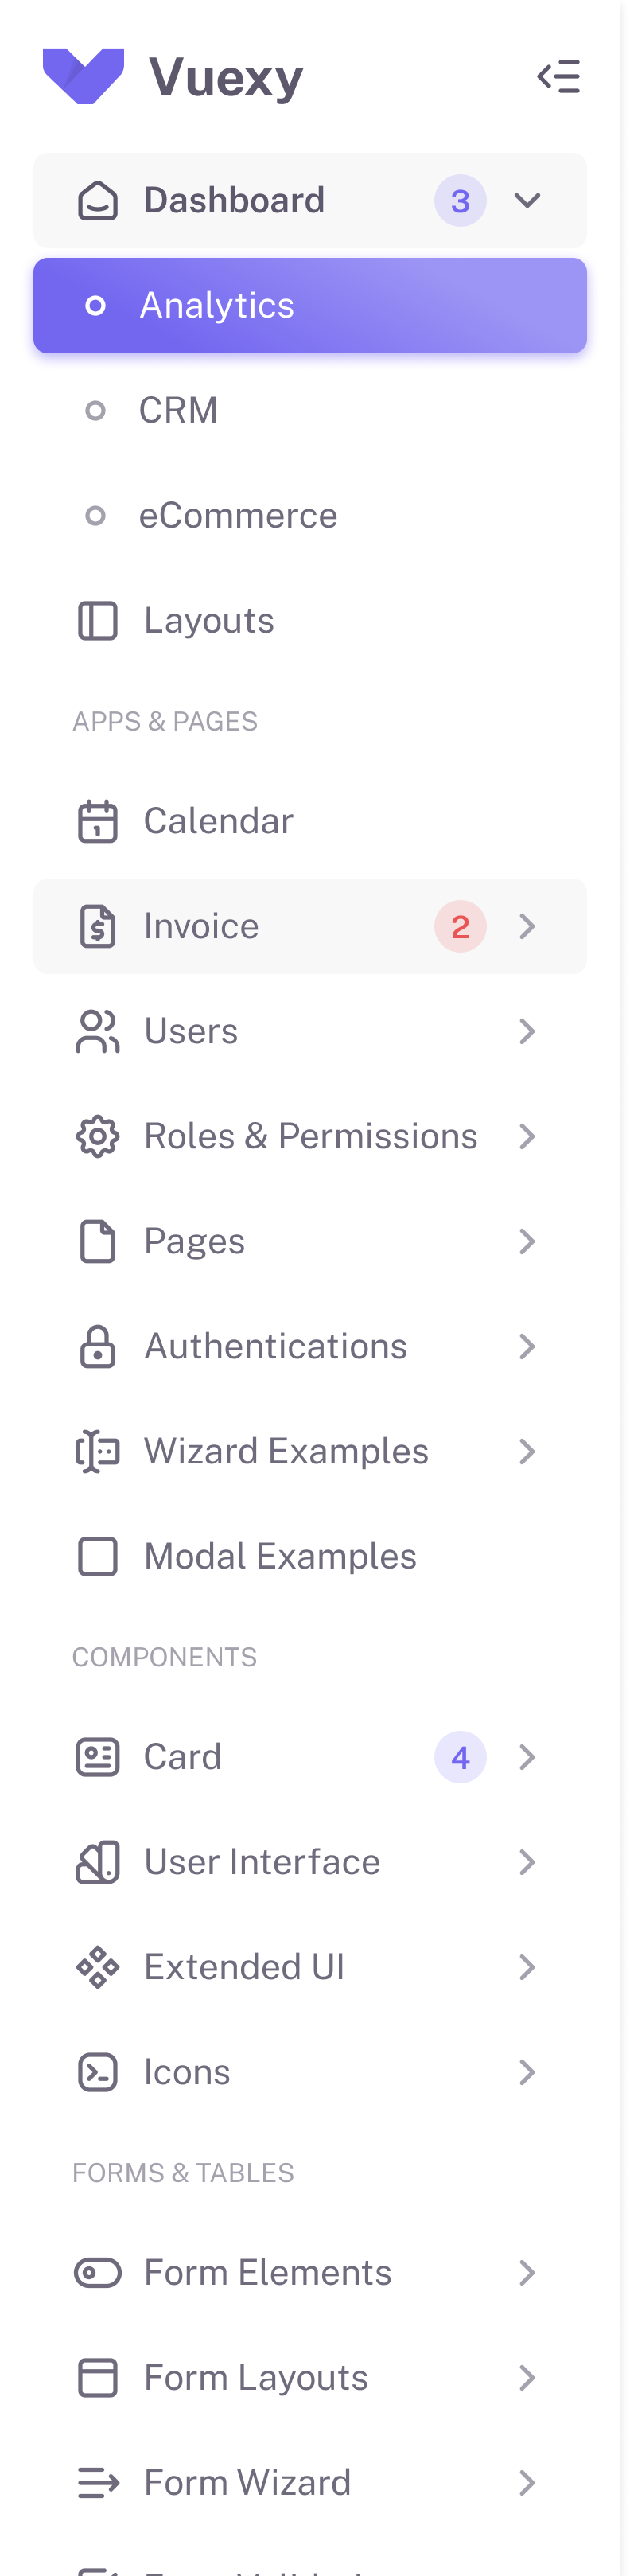 Vuexy
Dashboard 3
Analytics
CRM
eCommerce
Layouts
APPS & PAGES
Calendar
Invoice 2
Users
Roles & Permissions
Pages
Authentications
Wizard Examples
Modal Examples
COMPONENTS
Card 4
User Interface
Extended UI
Icons
FORMS & TABLES
Form Elements
Form Layouts
Form Wizard